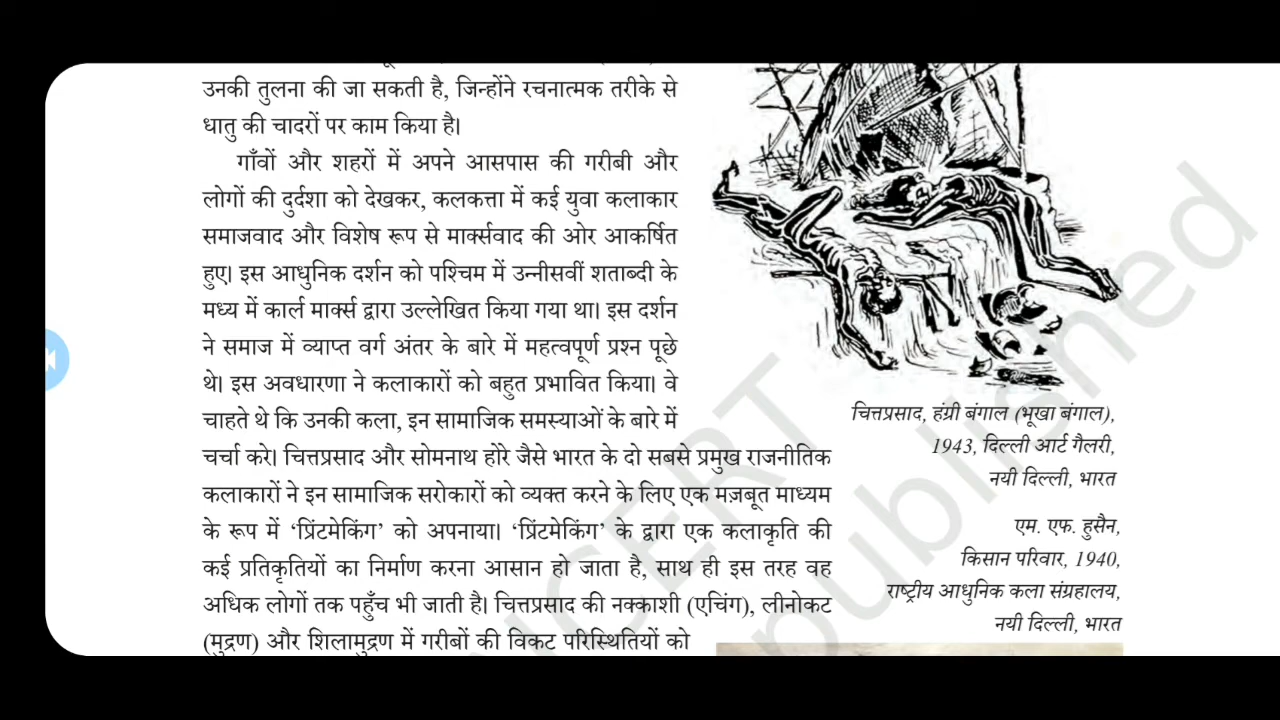 उनकी तुलना की जा सकती है, जिन्होंने रचनात्मक तरीके से
धातु की चादरों पर काम किया है।
गाँवों और शहरों में अपने आसपास की गरीबी और
लोगों की दुर्दशा को देखकर, कलकत्ता में कई युवा कलाकार
समाजवाद और विशेष रूप से मार्क्सवाद की ओर आकर्षित
हुए। इस आधुनिक दर्शन को पश्चिम में उन्नीसवीं शताब्दी के
मध्य में कार्ल मार्क्स द्वारा उल्लेखित किया गया था। इस दर्शन
ने समाज में व्याप्त वर्ग अंतर के बारे में महत्वपूर्ण प्रश्न पूछे
थे। इस अवधारणा ने कलाकारों को बहुत प्रभावित किया। वे
चाहते थे कि उनकी कला, इन सामाजिक समस्याओं के बारे में
चर्चा करे। चित्तप्रसाद और सोमनाथ होरे जैसे भारत के दो सबसे प्रमुख राजनीतिक
कलाकारों ने इन सामाजिक सरोकारों को व्यक्त करने के लिए एक मज़बूत माध्यम
के रूप में ‘प्रिंटमेकिंग’ को अपनाया। ‘प्रिंटमेकिंग’ के द्वारा एक कलाकृति की
कई प्रतिकृतियों का निर्माण करना आसान हो जाता है, साथ ही इस तरह वह
अधिक लोगों तक पहुँच भी जाती है। चित्तप्रसाद की नक्काशी (एचिंग), लीनोकट
(मुद्रण) और शिलामुद्रण में गरीबों की विकट परिस्थितियों को
चित्तप्रसाद, हंग्री बंगाल (भूखा बंगाल),
1943, दिल्ली आर्ट गैलरी,
नयी दिल्ली, भारत
एम. एफ. हुसैन,
किसान परिवार, 1940,
राष्ट्रीय आधुनिक कला संग्रहालय,
नयी दिल्ली, भारत
NCERT
published